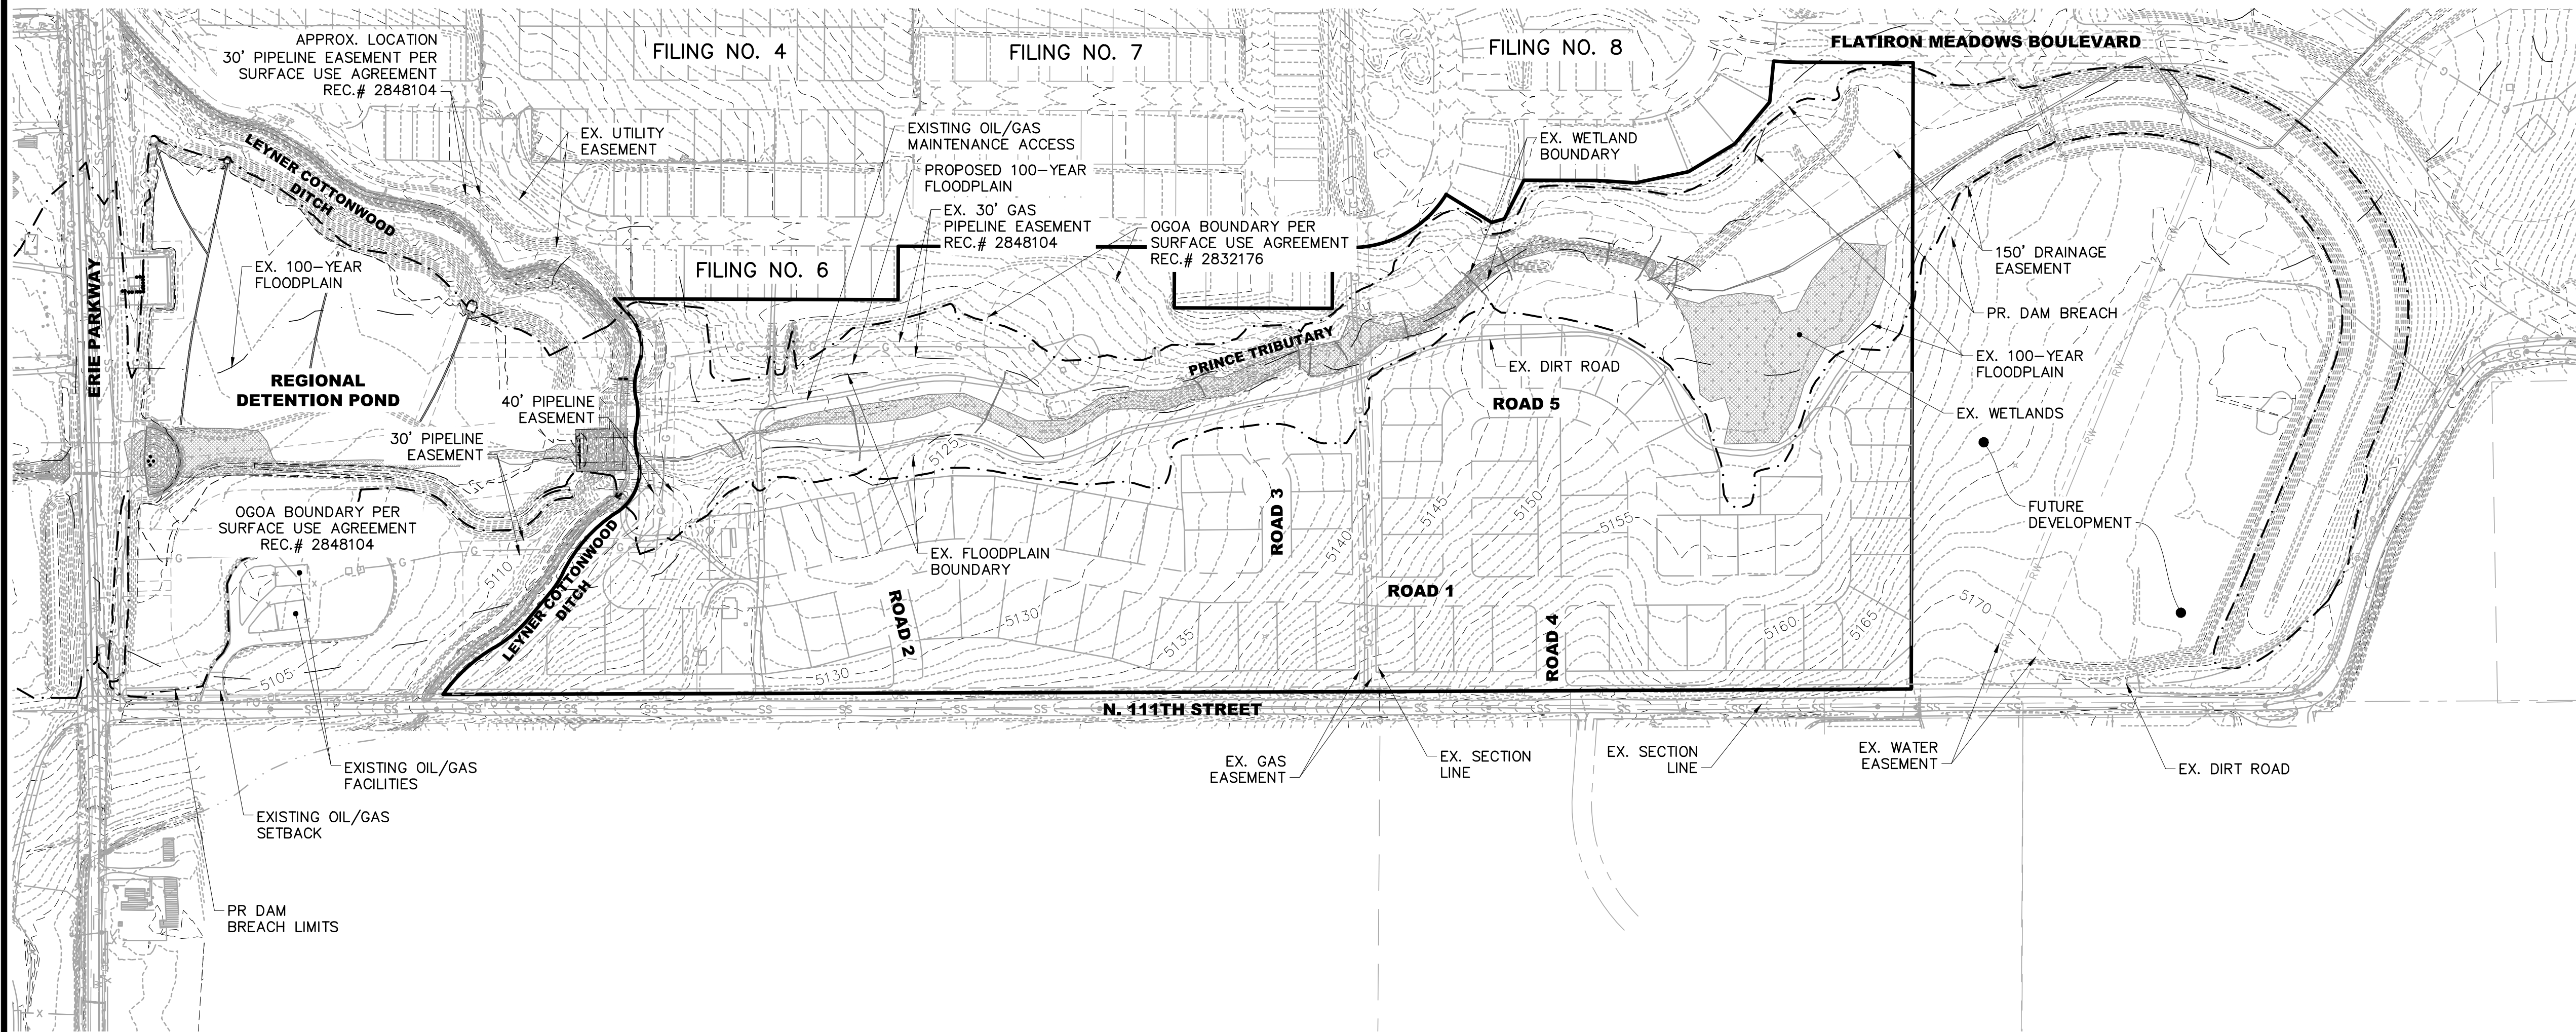 APPROX. LOCATION
30' PIPELINE EASEMENT PER
SURFACE USE AGREEMENT
REC.# 2848104
FILING NO. 4
FILING NO. 7
FILING NO. 8
FLATIRON MEADOWS BOULEVARD
EX. UTILITY
EASEMENT
EXISTING OIL/GAS
MAINTENANCE ACCESS
PROPOSED 100-YEAR
FLOODPLAIN
EX. 30' GAS
PIPELINE EASEMENT
REC.# 2848104
OGOA BOUNDARY PER
SURFACE USE AGREEMENT
REC.# 2832176
EX. WETLAND
BOUNDARY
LEYNER COTTONWOOD
DITCH
ERIE PARKWAY
EX. 100-YEAR
FLOODPLAIN
FILING NO. 6
150' DRAINAGE
EASEMENT
PR. DAM BREACH
EX. 100-YEAR
FLOODPLAIN
PRINCE TRIBUTARY
EX. DIRT ROAD
REGIONAL
DETENTION POND
40' PIPELINE
EASEMENT
30' PIPELINE
EASEMENT
ROAD 5
EX. WETLANDS
5125
OGOA BOUNDARY PER
SURFACE USE AGREEMENT
REC.# 2848104
ROAD 3
5140
5145
5150
5155
FUTURE
DEVELOPMENT
EX. FLOODPLAIN
BOUNDARY
5110
LEYNER COTTONWOOD
DITCH
ROAD 2
ROAD 1
ROAD 4
5130
5135
5160
5165
5170
5105
5130
N. 111TH STREET
EXISTING OIL/GAS
FACILITIES
EXISTING OIL/GAS
SETBACK
EX. GAS
EASEMENT
EX. SECTION
LINE
EX. SECTION
LINE
EX. WATER
EASEMENT
EX. DIRT ROAD
PR DAM
BREACH LIMITS